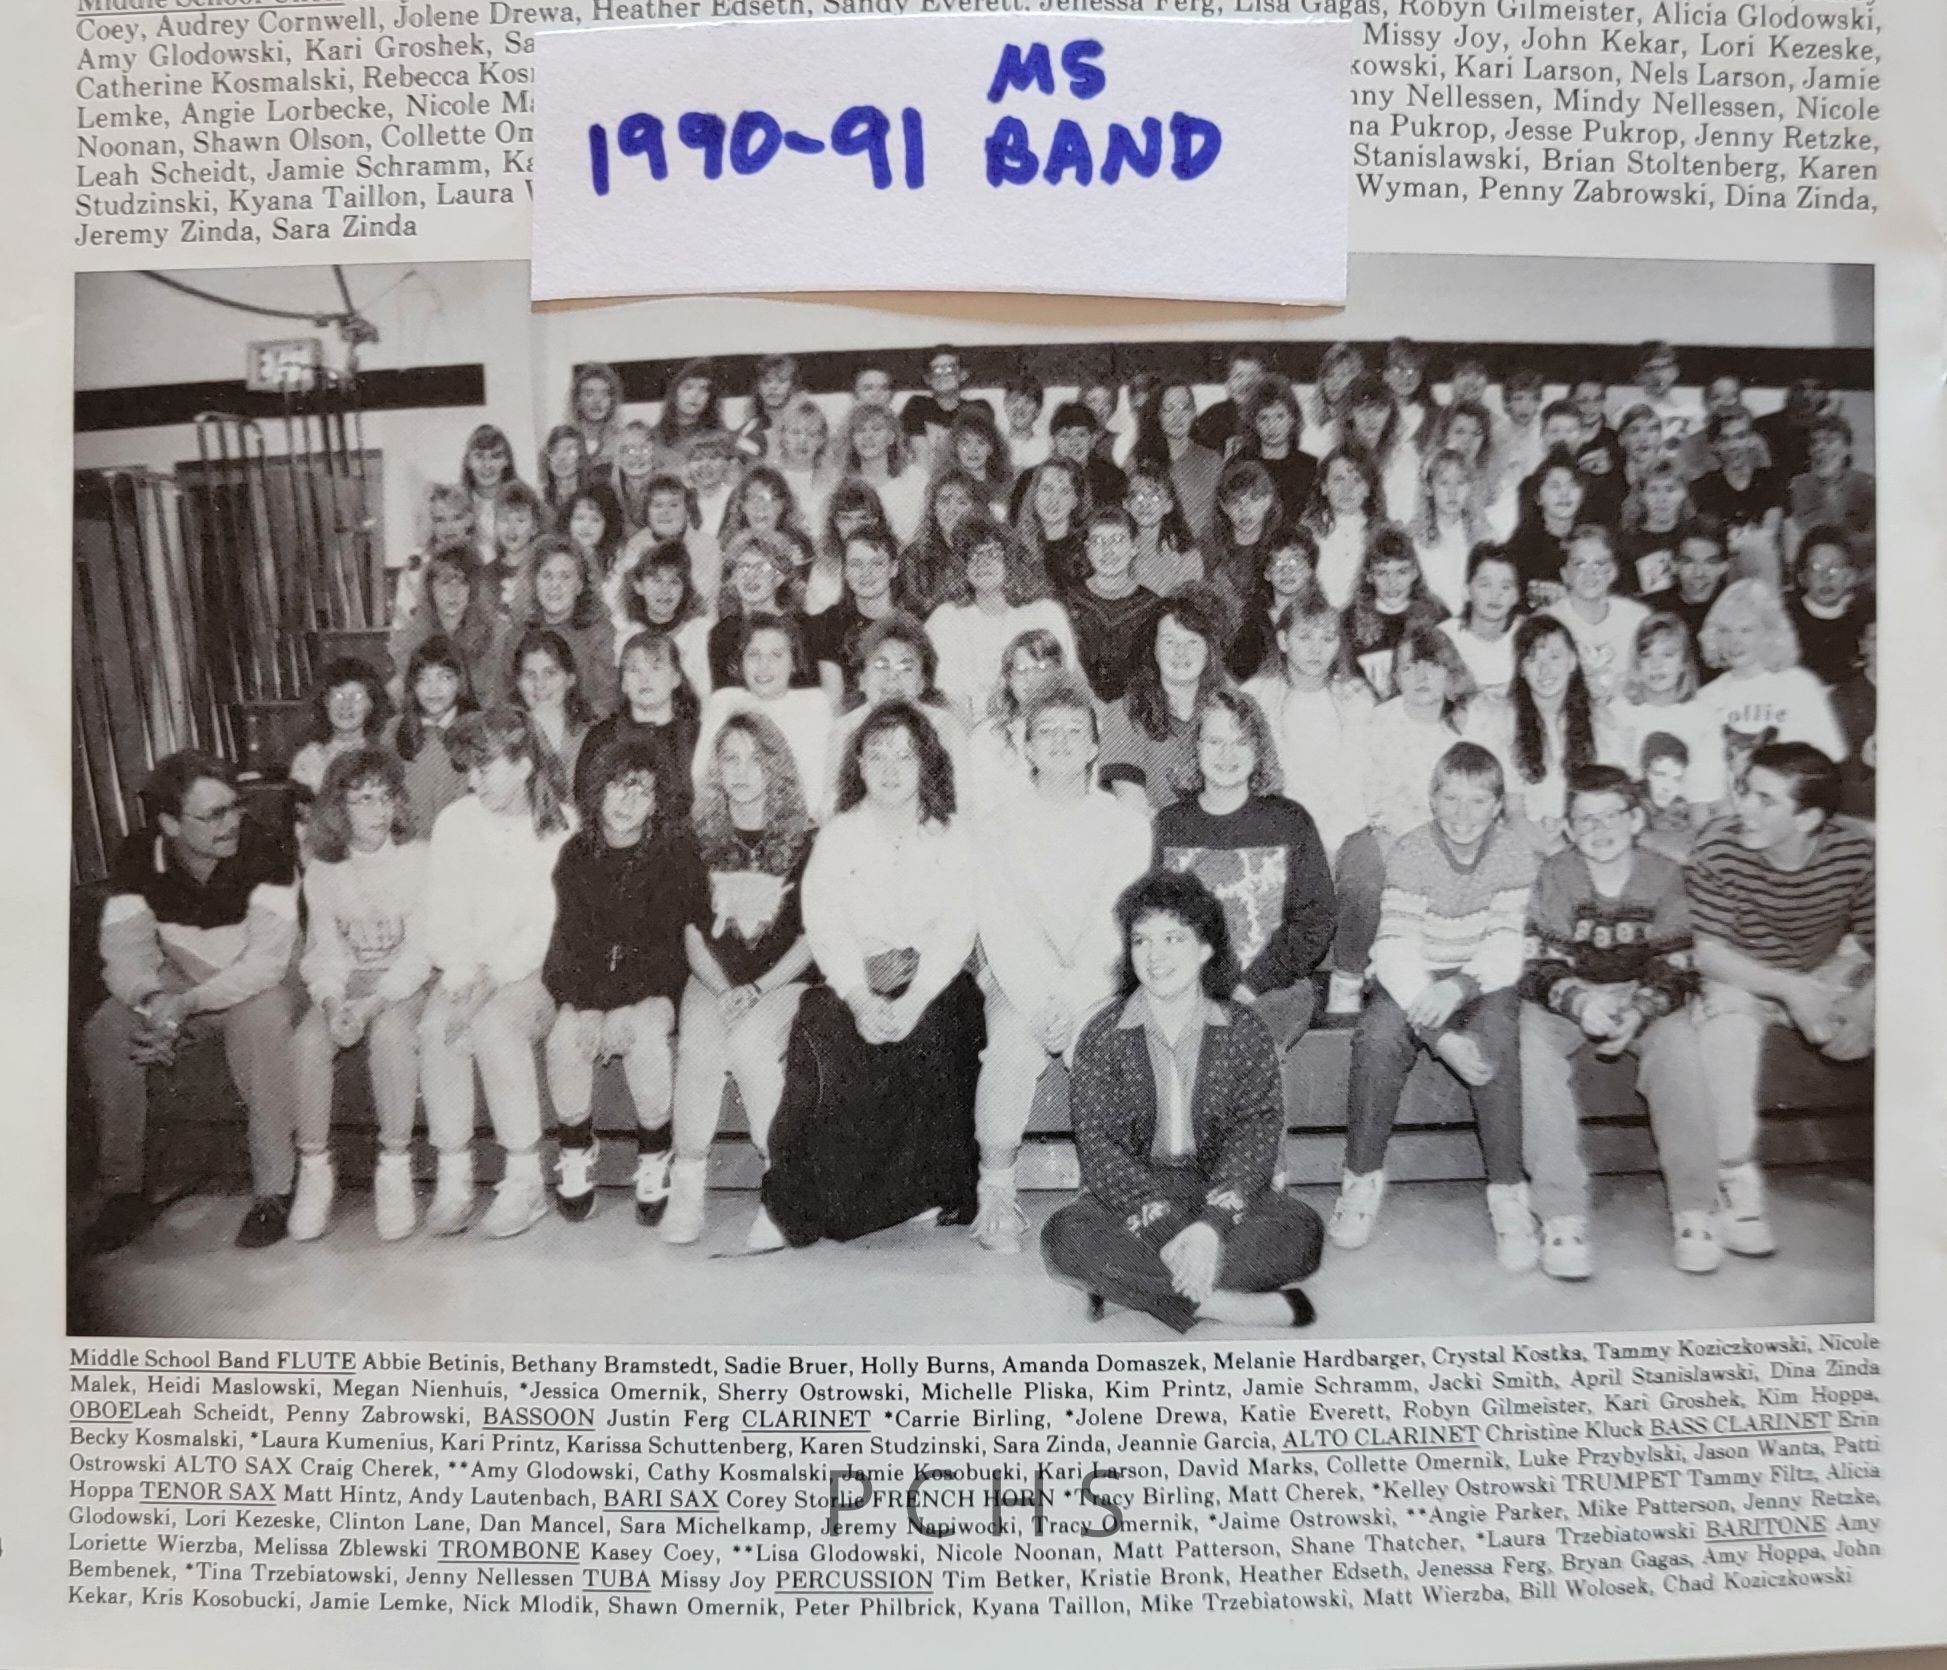 Coey, Audrey Cornwell, Jolene Drewa, Heather Edseth, Sandy Everett, Jenessa Ferg, Lisa Gagas, Robyn Gilmeister, Alicia Glodowski,
Amy Glodowski, Kari Groshek, Sa Missy Joy, John Kekar, Lori Kezeske,
Catherine Kosmalski, Rebecca Kos kowski, Kari Larson, Nels Larson, Jamie
Lemke, Angie Lorbecke, Nicole Ma nny Nellessen, Mindy Nellessen, Nicole
Noonan, Shawn Olson, Collette Om na Pukrop, Jesse Pukrop, Jenny Retzke,
Leah Scheidt, Jamie Schramm, Ka Stanislawski, Brian Stoltenberg, Karen
Studzinski, Kyana Taillon, Laura Wyman, Penny Zabrowski, Dina Zinda,
Jeremy Zinda, Sara Zinda
MS
1990-91 BAND
ollie
Middle School Band FLUTE Abbie Betinis, Bethany Bramstedt, Sadie Bruer, Holly Burns, Amanda Domaszek, Melanie Hardbarger, Crystal Kostka, Tammy Koziczkowski, Nicole
Malek, Heidi Maslowski, Megan Nienhuis, *Jessica Omernik, Sherry Ostrowski, Michelle Pliska, Kim Printz, Jamie Schramm, Jacki Smith, April Stanislawski, Dina Zinda
OBOELeah Scheidt, Penny Zabrowski, BASSOON Justin Ferg CLARINET *Carrie Birling, *Jolene Drewa, Katie Everett, Robyn Gilmeister, Kari Groshek, Kim Hoppa,
Becky Kosmalski, *Laura Kumenius, Kari Printz, Karissa Schuttenberg, Karen Studzinski, Sara Zinda, Jeannie Garcia, ALTO CLARINET Christine Kluck BASS CLARINET Erin
Ostrowski ALTO SAX Craig Cherek, **Amy Glodowski, Cathy Kosmalski, Jamie Kosobucki, Kari Larson, David Marks, Collette Omernik, Luke Przybylski, Jason Wanta, Patti
Hoppa TENOR SAX Matt Hintz, Andy Lautenbach, BARI SAX Corey Storlie FRENCH HORN *Tracy Birling, Matt Cherek, *Kelley Ostrowski TRUMPET Tammy Filtz, Alicia
Glodowski, Lori Kezeske, Clinton Lane, Dan Mancel, Sara Michelkamp, Jeremy Napiwocki, Tracy Omernik, *Jaime Ostrowski, **Angie Parker, Mike Patterson, Jenny Retzke,
Loriette Wierzba, Melissa Zblewski TROMBONE Kasey Coey, **Lisa Glodowski, Nicole Noonan, Matt Patterson, Shane Thatcher, *Laura Trzebiatowski BARITONE Amy
Bembenek, *Tina Trzebiatowski, Jenny Nellessen TUBA Missy Joy PERCUSSION Tim Betker, Kristie Bronk, Heather Edseth, Jenessa Ferg, Bryan Gagas, Amy Hoppa, John
Kekar, Kris Kosobucki, Jamie Lemke, Nick Mlodik, Shawn Omernik, Peter Philbrick, Kyana Taillon, Mike Trzebiatowski, Matt Wierzba, Bill Wolosek, Chad Koziczkowski
PCHS